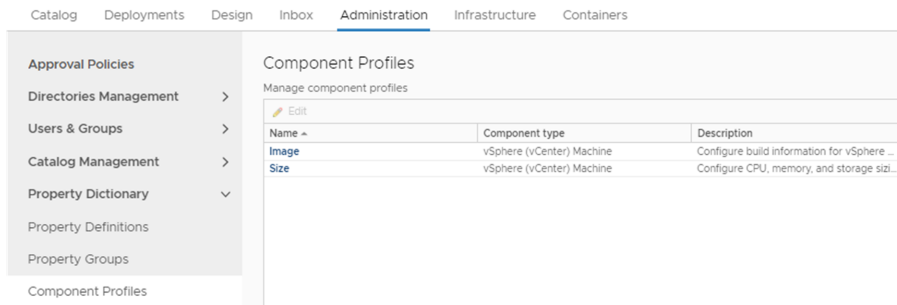 Catalog Deployments Design Inbox Administration Infrastructure Containers
Approval Policies
Directories Management
Users & Groups
Catalog Management
Property Dictionary
Property Definitions
Property Groups
Component Profiles
Component Profiles
Manage component profiles
Edit
Name Component type Description
Image vSphere (vCenter) Machine Configure build information for vSphere ...
Size vSphere (vCenter) Machine Configure CPU, memory, and storage sizi...